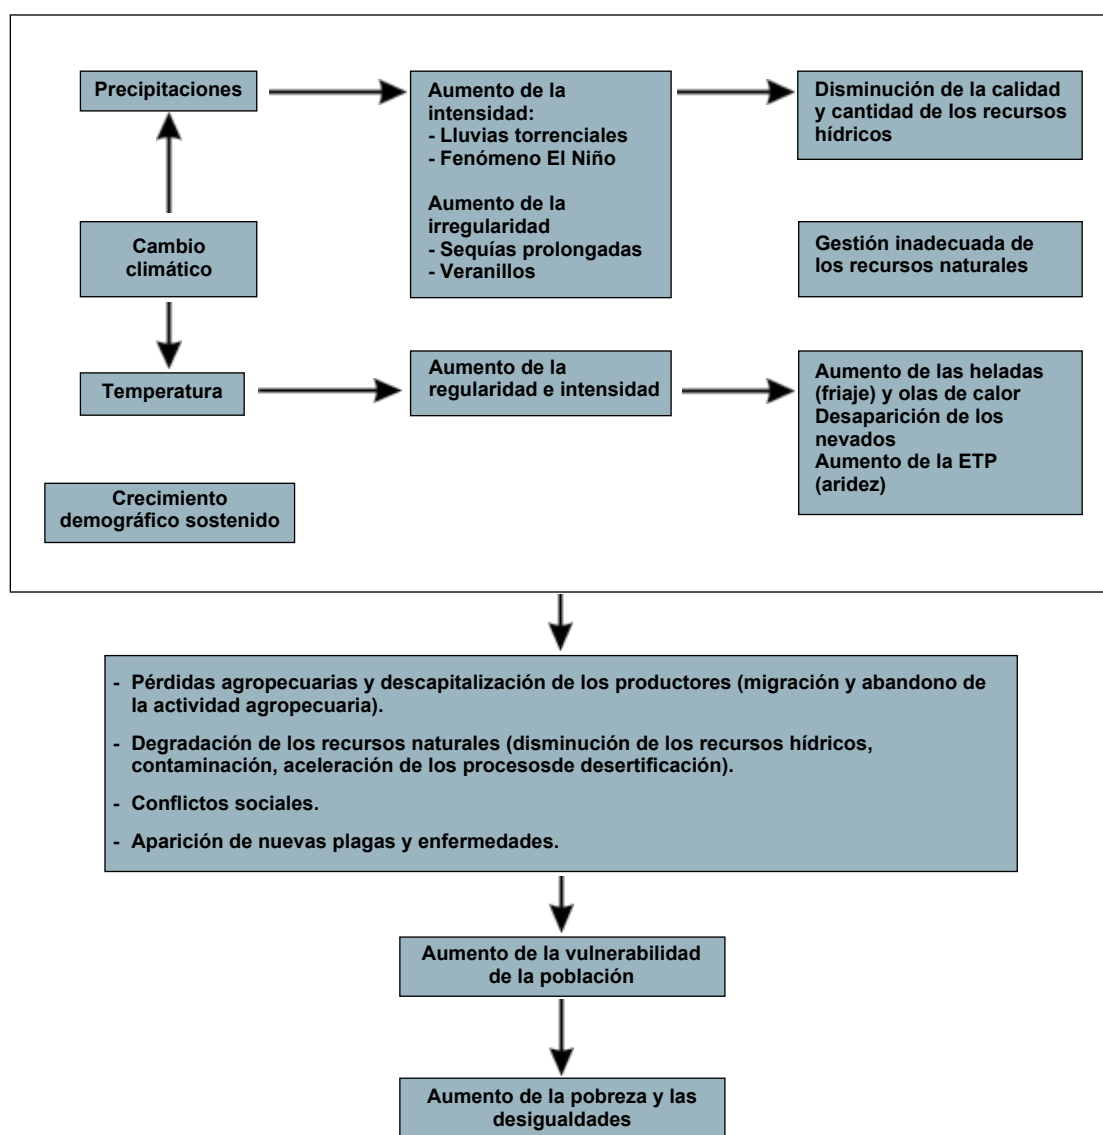 Precipitaciones
Aumento de la
intensidad:
- Lluvias torrenciales
- Fenómeno El Niño
Aumento de la
irregularidad
- Sequías prolongadas
- Veranillos
Disminución de la calidad
y cantidad de los recursos
hídricos
Cambio
climático
Gestión inadecuada de
los recursos naturales
Temperatura
Aumento de la
regularidad e intensidad
Aumento de las heladas
(friaje) y olas de calor
Desaparición de los
nevados
Aumento de la ETP
(aridez)
Crecimiento
demográfico sostenido
- Pérdidas agropecuarias y descapitalización de los productores (migración y abandono de
la actividad agropecuaria).
- Degradación de los recursos naturales (disminución de los recursos hídricos,
contaminación, aceleración de los procesosde desertificación).
- Conflictos sociales.
- Aparición de nuevas plagas y enfermedades.
Aumento de la vulnerabilidad
de la población
Aumento de la pobreza y las
desigualdades